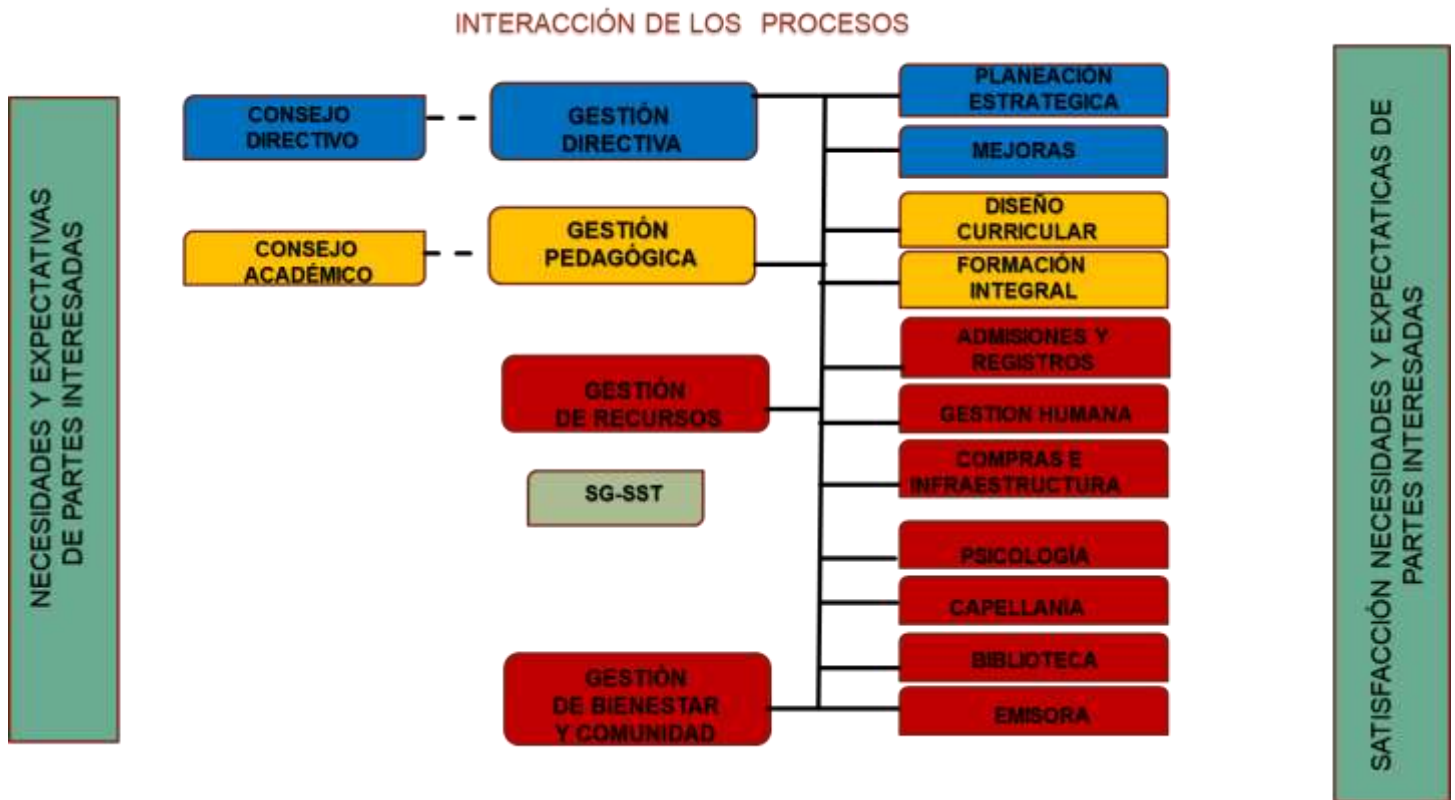 INTERACCIÓN DE LOS PROCESOS
NECESIDADES Y EXPECTATIVAS
DE PARTES INTERESADAS
CONSEJO
DIRECTIVO
GESTIÓN
DIRECTIVA
PLANEACIÓN
ESTRATEGICA
MEJORAS
CONSEJO
ACADÉMICO
GESTIÓN
PEDAGÓGICA
DISEÑO
CURRICULAR
FORMACIÓN
INTEGRAL
GESTIÓN
DE RECURSOS
ADMISIONES Y
REGISTROS
GESTION HUMANA
COMPRAS E
INFRAESTRUCTURA
SG-SST
PSICOLOGÍA
CAPELLANÍA
BIBLIOTECA
EMISORA
GESTIÓN
DE BIENESTAR
Y COMUNIDAD
SATISFACCIÓN NECESIDADES Y EXPECTATICAS DE
PARTES INTERESADAS